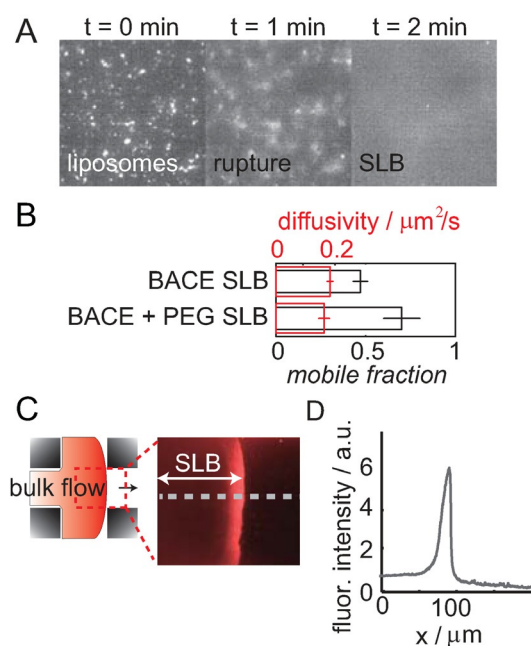 A
t = 0 min
t = 1 min
t = 2 min
liposomes
rupture
SLB
B
diffusivity / μm²/s
0
0.2
BACE SLB
BACE + PEG SLB
0
0.5
1
mobile fraction
C
bulk flow
SLB
D
fluor. intensity / a.u.
6
4
2
0
0
100
x / μm